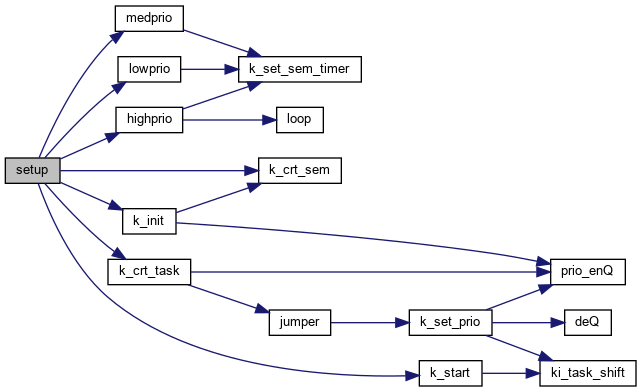 medprio
lowprio
k_set_sem_timer
highprio
loop
setup
k_crt_sem
k_init
k_crt_task
prio_enQ
jumper
k_set_prio
deQ
k_start
ki_task_shift